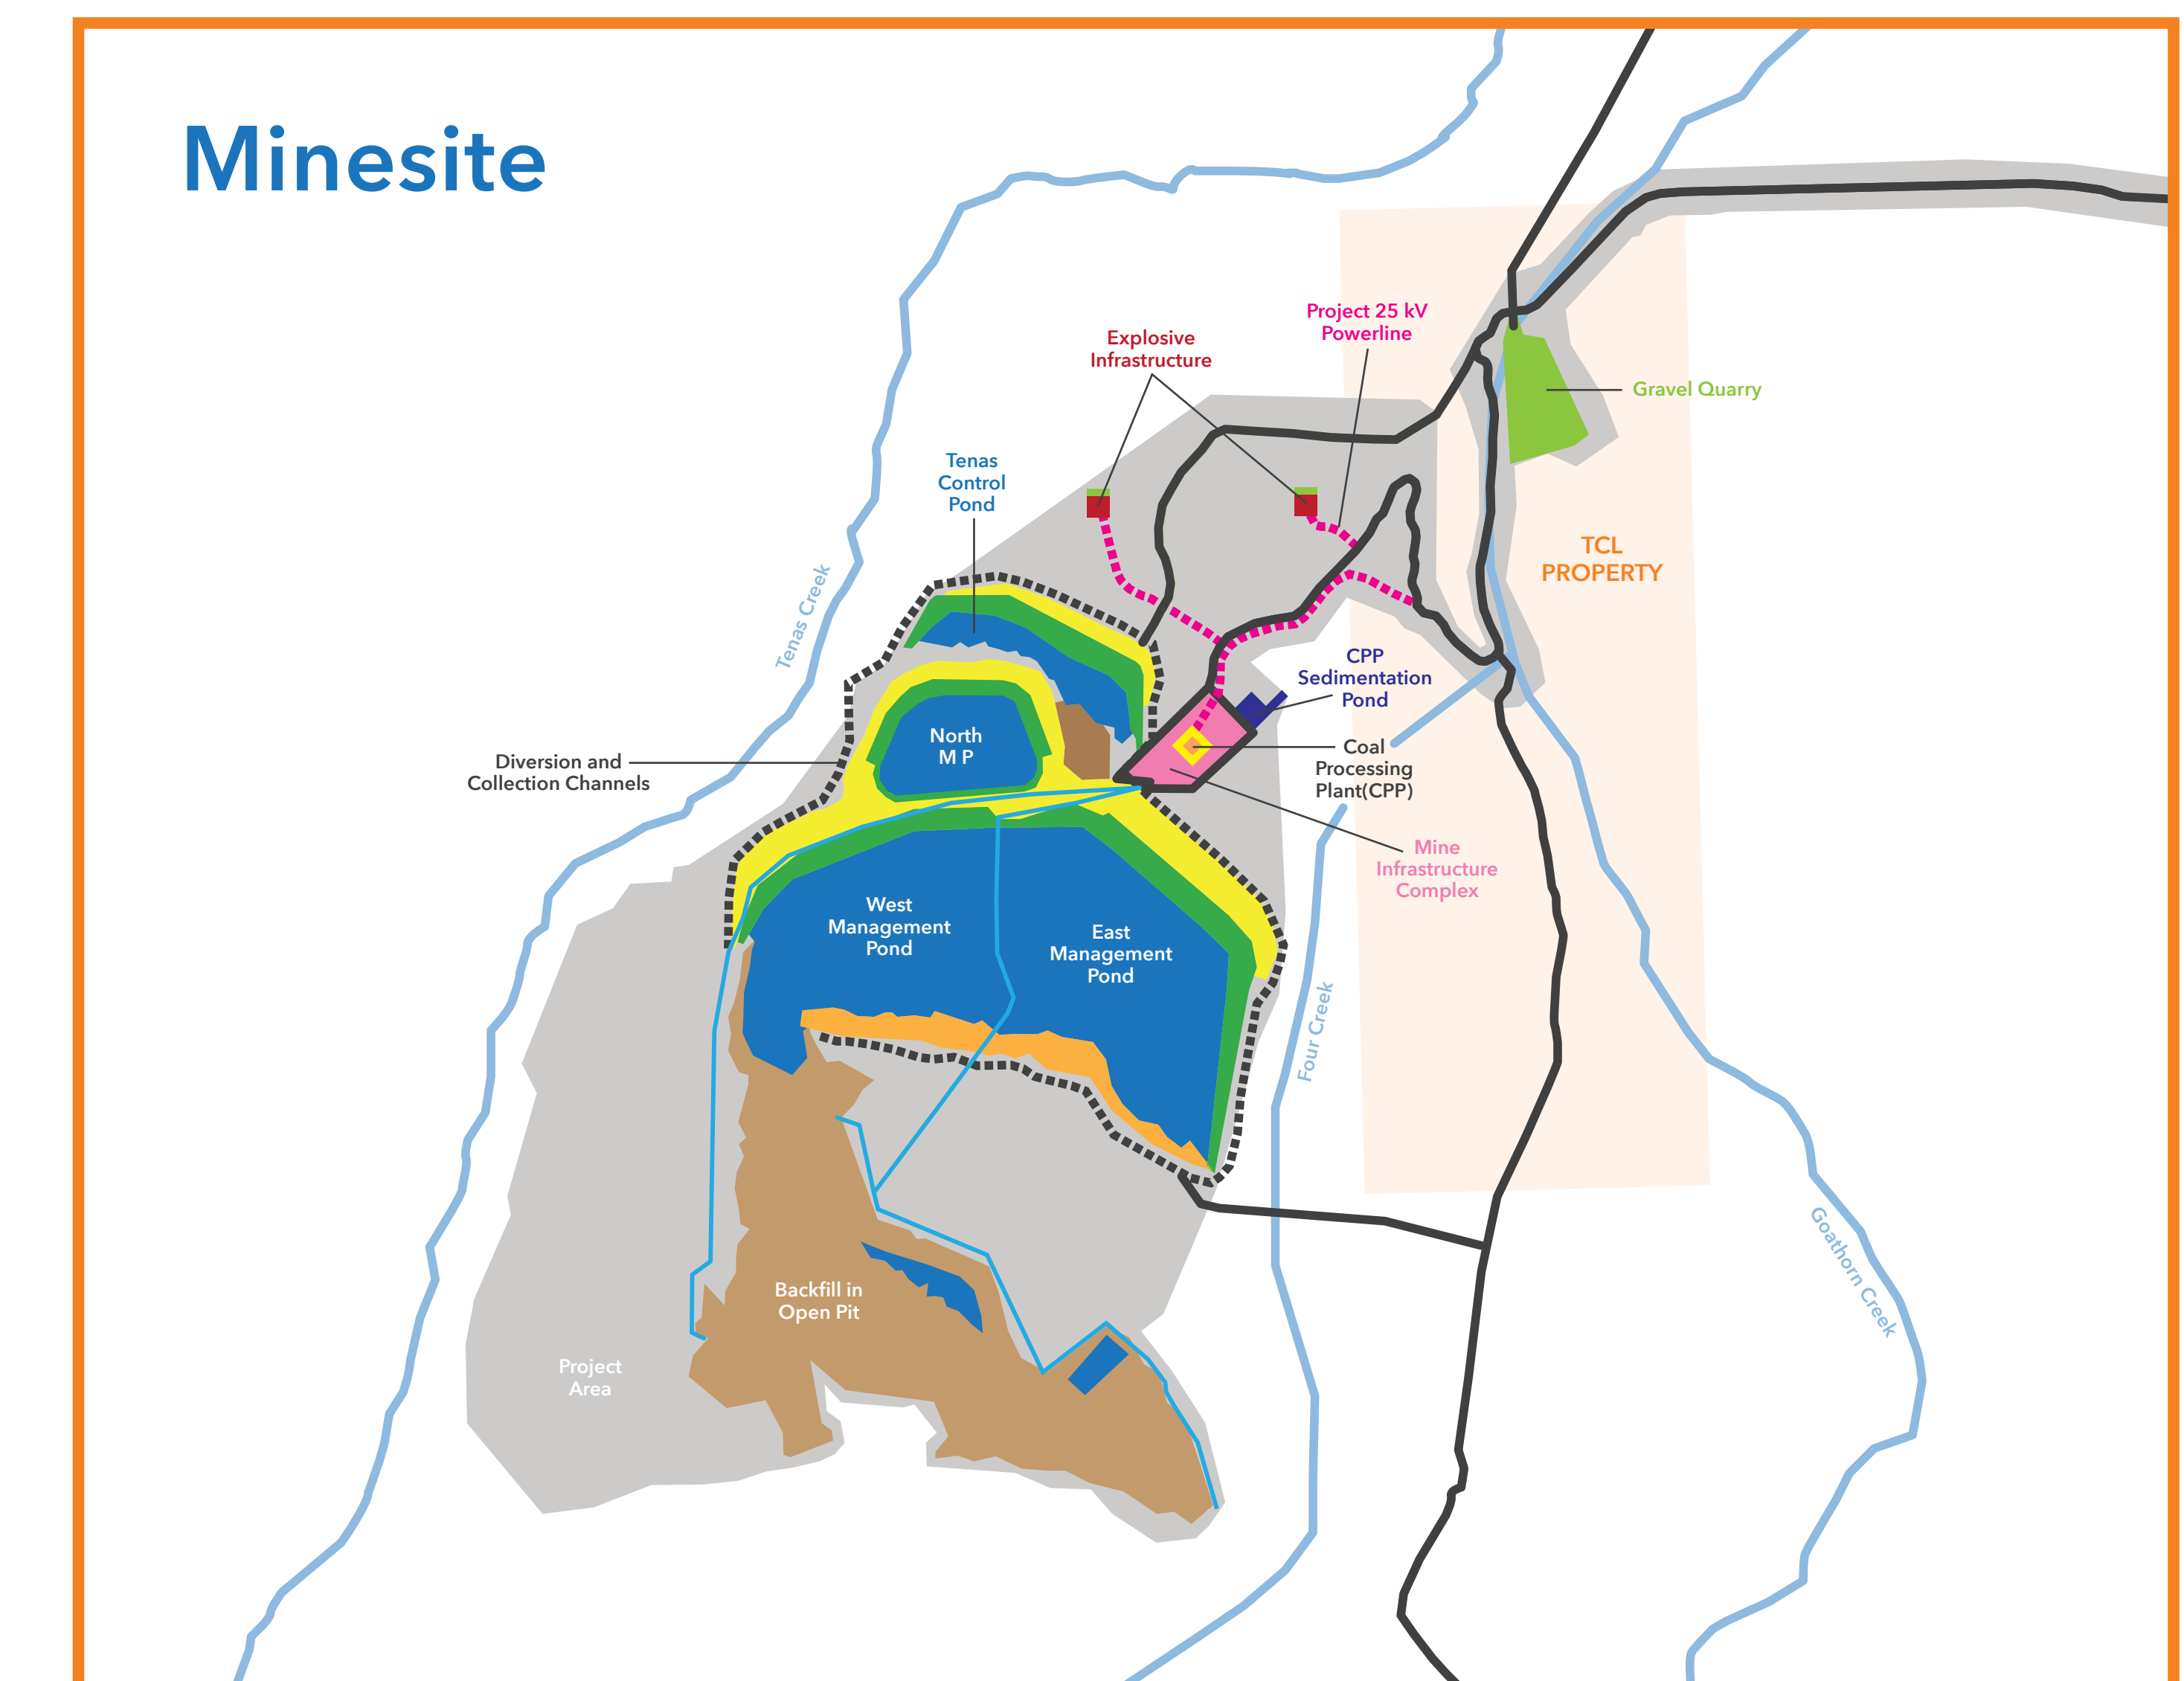 Minesite
Project 25 kV
Powerline
Explosive
Infrastructure
Gravel Quarry
Tenas
Control
Pond
TCL
PROPERTY
Tenas Creek
CPP
Sedimentation
Pond
North
M P
Diversion and
Collection Channels
Coal
Processing
Plant(CPP)
Mine
Infrastructure
Complex
West
Management
Pond
East
Management
Pond
Four Creek
Goathorn Creek
Backfill in
Open Pit
Project
Area